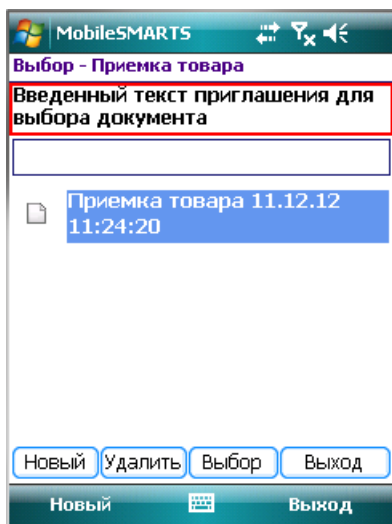 MobileSMARTS
Выбор - Приемка товара
Введенный текст приглашения для
выбора документа
Приемка товара 11.12.12
11:24:20
Новый Удалить Выбор Выход
Новый Выход